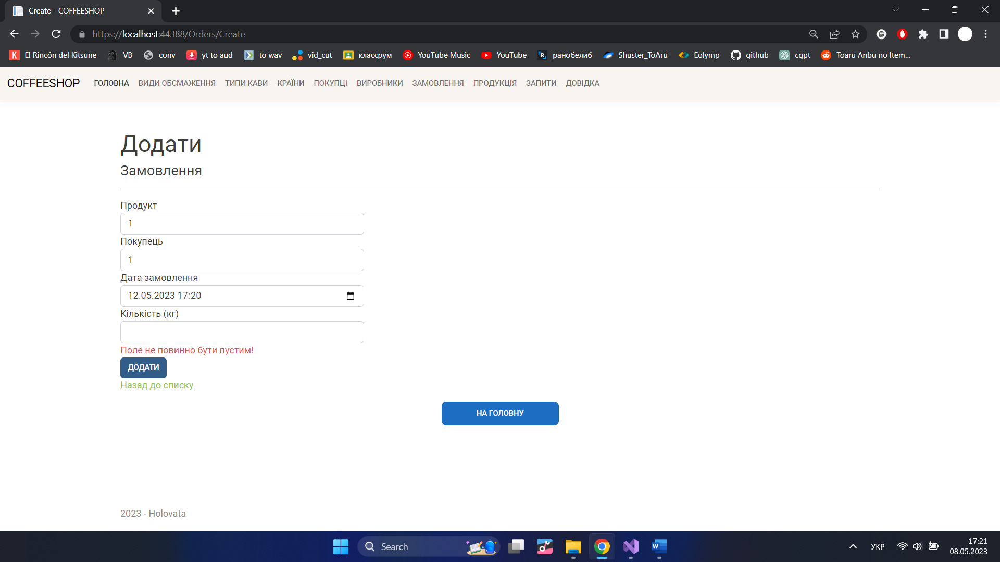 Create - COFFEESHOP
https://localhost:44388/Orders/Create
El Rincón del Kitsune VB conv yt to aud to wav vid_cut классрум YouTube Music YouTube ранобелиб Shuster_ToAru Eolymp github cgpt Toaru Anbu no Item...
COFFEESHOP ГОЛОВНА ВИДИ ОБСМАЖЕННЯ ТИПИ КАВИ КРАЇНИ ПОКУПЦІ ВИРОБНИКИ ЗАМОВЛЕННЯ ПРОДУКЦІЯ ЗАПИТИ ДОВІДКА
Додати
Замовлення
Продукт
1
Покупець
1
Дата замовлення
12.05.2023 17:20
Кількість (кг)
Поле не повинно бути пустим!
ДОДАТИ
Назад до списку
НА ГОЛОВНУ
2023 - Holovata
Search
УКР
17:21
08.05.2023